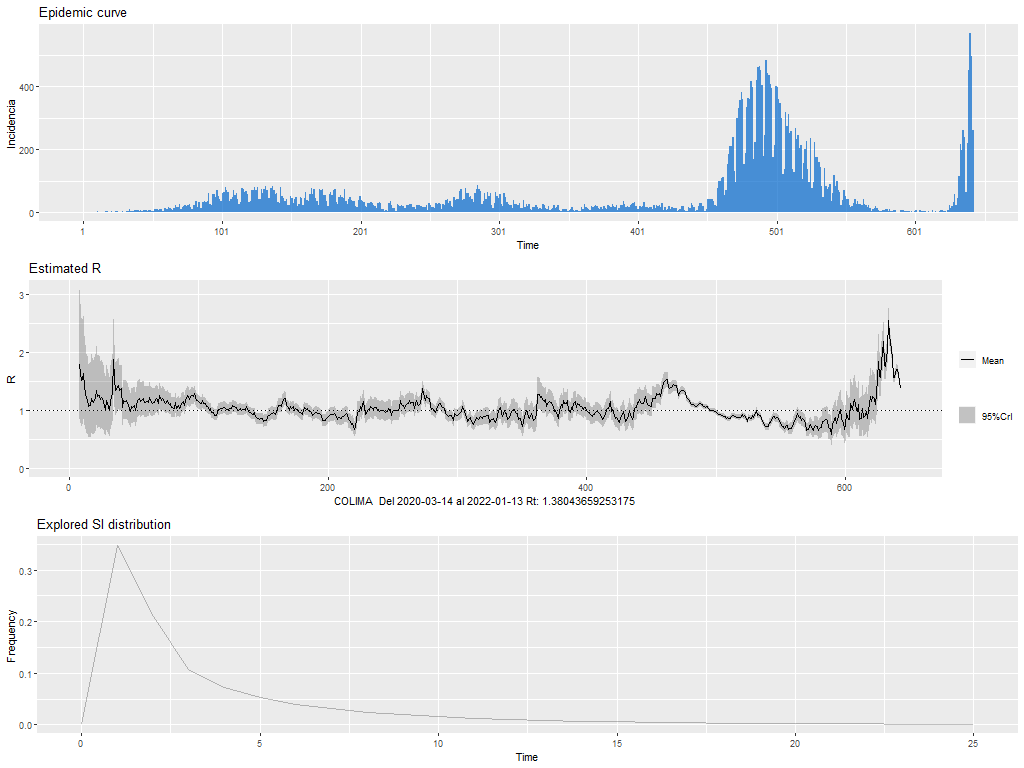 Epidemic curve
Incidencia
400
200
0
1 101 201 301 401 501 601
Time
Estimated R
R
3
2
1
0
0 200 400 600
COLIMA Del 2020-03-14 al 2022-01-13 Rt: 1.38043659253175
Mean
95%CrI
Explored SI distribution
Frequency
0.3
0.2
0.1
0.0
0 5 10 15 20 25
Time